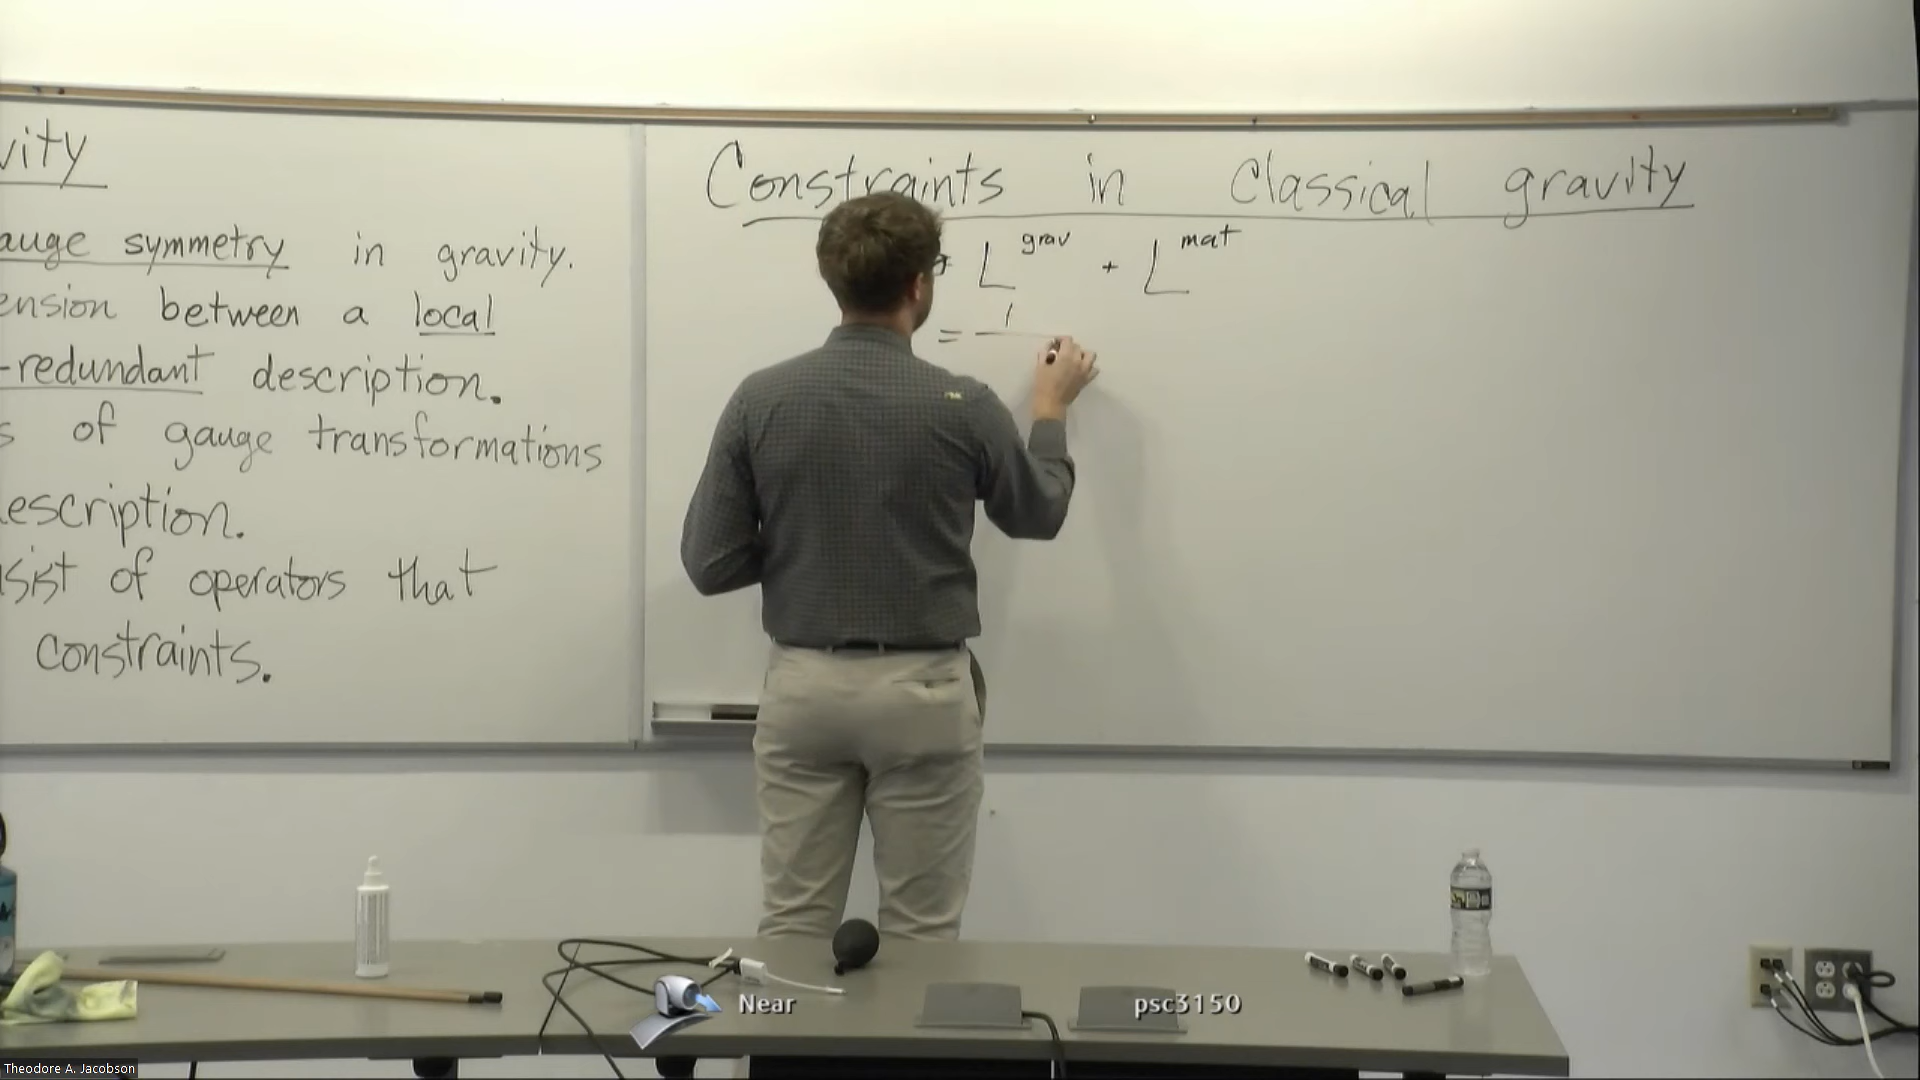 vity
auge symmetry in gravity.
ension between a local
-redundant description.
s of gauge transformations
escription.
sist of operators that
constraints.
Constraints in Classical gravity
L^grav + L^mat
= 1
Near
psc3150
Theodore A. Jacobson